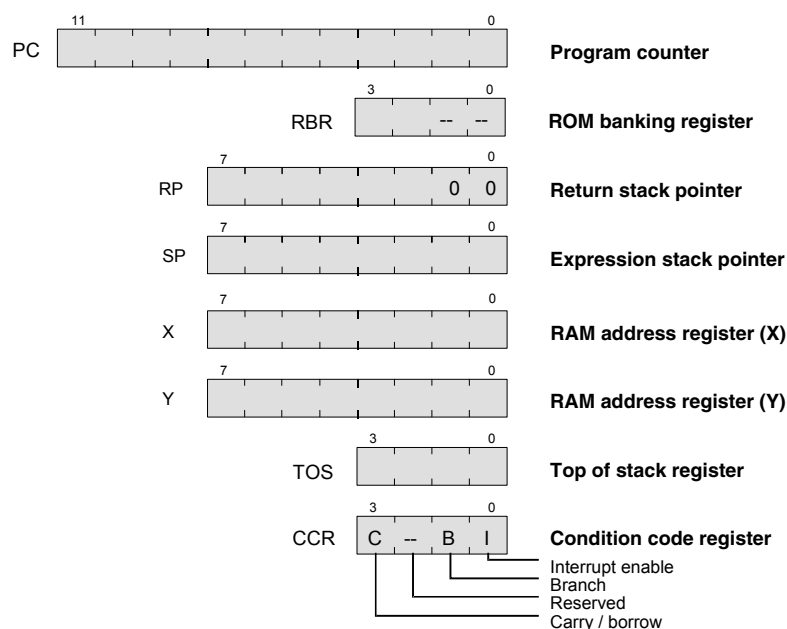 11 0
PC Program counter
3 0
RBR -- -- ROM banking register
7 0
RP 0 0 Return stack pointer
7 0
SP Expression stack pointer
7 0
X RAM address register (X)
7 0
Y RAM address register (Y)
3 0
TOS Top of stack register
3 0
CCR C -- B I Condition code register
Interrupt enable
Branch
Reserved
Carry / borrow